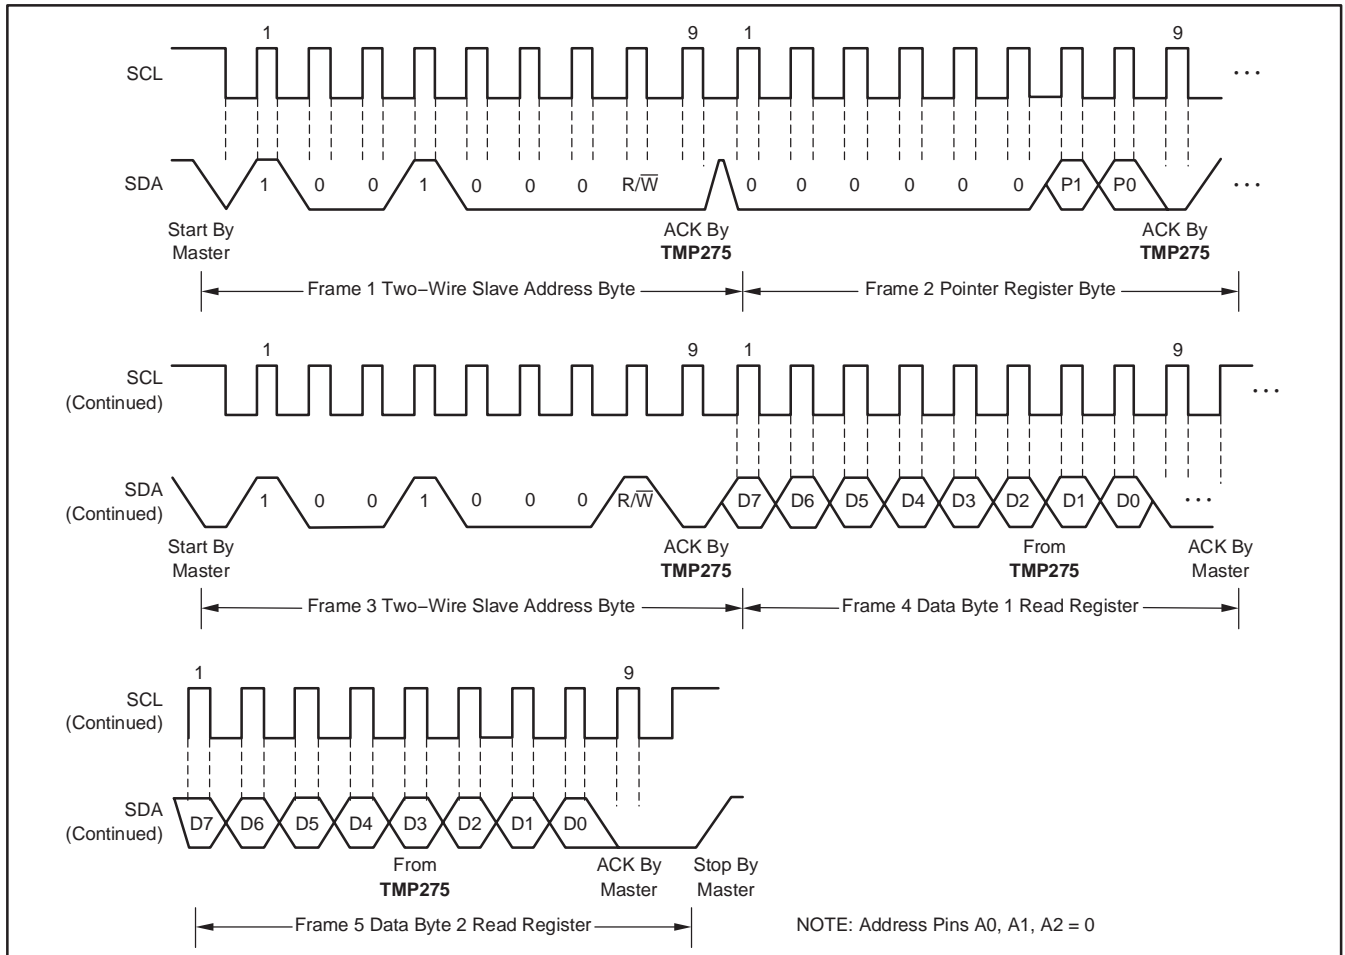 1 9 1 9
SCL ...
SDA 1 0 0 1 0 0 0 R/W̅ 0 0 0 0 0 0 P1 P0 ...
Start By ACK By ACK By
Master TMP275 TMP275
Frame 1 Two−Wire Slave Address Byte Frame 2 Pointer Register Byte
1 9 1 9
SCL
(Continued) ...
SDA
(Continued) 1 0 0 1 0 0 0 R/W̅ D7 D6 D5 D4 D3 D2 D1 D0 ...
Start By ACK By From ACK By
Master TMP275 TMP275 Master
Frame 3 Two−Wire Slave Address Byte Frame 4 Data Byte 1 Read Register
1 9
SCL
(Continued)
SDA
(Continued) D7 D6 D5 D4 D3 D2 D1 D0
From ACK By Stop By
TMP275 Master Master
Frame 5 Data Byte 2 Read Register NOTE: Address Pins A0, A1, A2 = 0